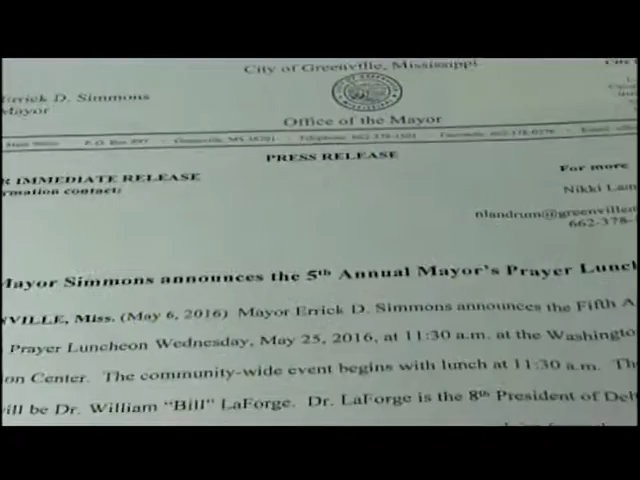 City of Greenville, Mississippi
Errick D. Simmons
Mayor
Office of the Mayor
PRESS RELEASE
R IMMEDIATE RELEASE
For more
rmation contact:
Nikki Lan
nlandrum@greenville
662-378-
Mayor Simmons announces the 5th Annual Mayor's Prayer Lunch
NVILLE, Miss. (May 6, 2016) Mayor Errick D. Simmons announces the Fifth A
Prayer Luncheon Wednesday, May 25, 2016, at 11:30 a.m. at the Washingto
on Center. The community-wide event begins with lunch at 11:30 a.m. Th
ill be Dr. William “Bill” LaForge. Dr. LaForge is the 8th President of Del